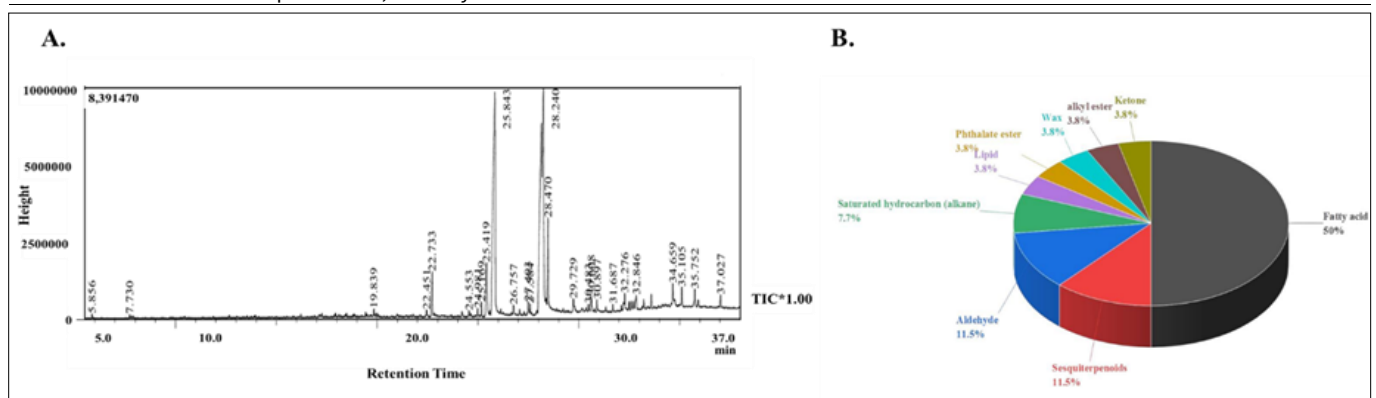 A.
B.
10000000
5000000
2500000
0
Height
8,391470
5.856
7.730
19.839
22.451
22.733
24.553
25.419
25.843
26.757
28.240
28.470
29.729
31.687
32.276
32.846
34.659
35.105
35.752
37.027
TIC*1.00
5.0
10.0
20.0
30.0
37.0
min
Retention Time
Ketone
3.8%
alkyl ester
3.8%
Wax
3.8%
Phthalate ester
3.8%
Lipid
3.8%
Saturated hydrocarbon (alkane)
7.7%
Aldehyde
11.5%
Sesquiterpenoids
11.5%
Fatty acid
50%